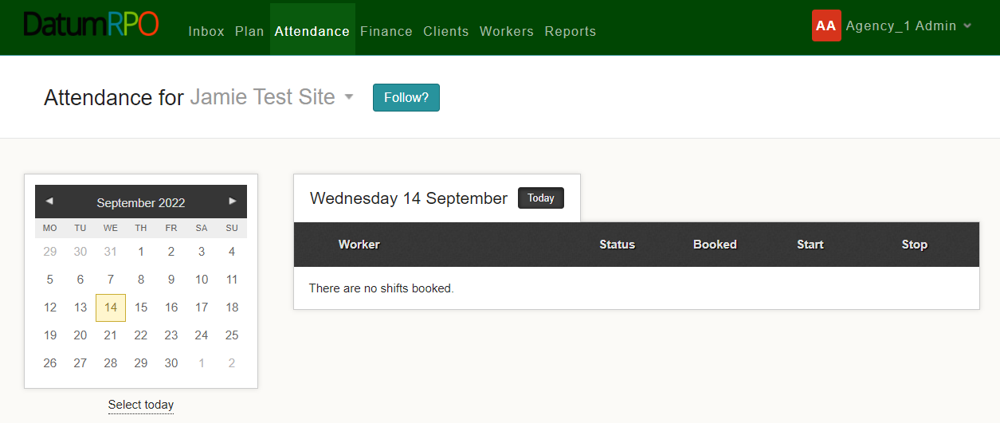 DatumRPO
Inbox Plan Attendance Finance Clients Workers Reports
AA Agency_1 Admin
Attendance for Jamie Test Site
Follow?
September 2022
MO TU WE TH FR SA SU
29 30 31 1 2 3 4
5 6 7 8 9 10 11
12 13 14 15 16 17 18
19 20 21 22 23 24 25
26 27 28 29 30 1 2
Select today
Wednesday 14 September Today
Worker Status Booked Start Stop
There are no shifts booked.